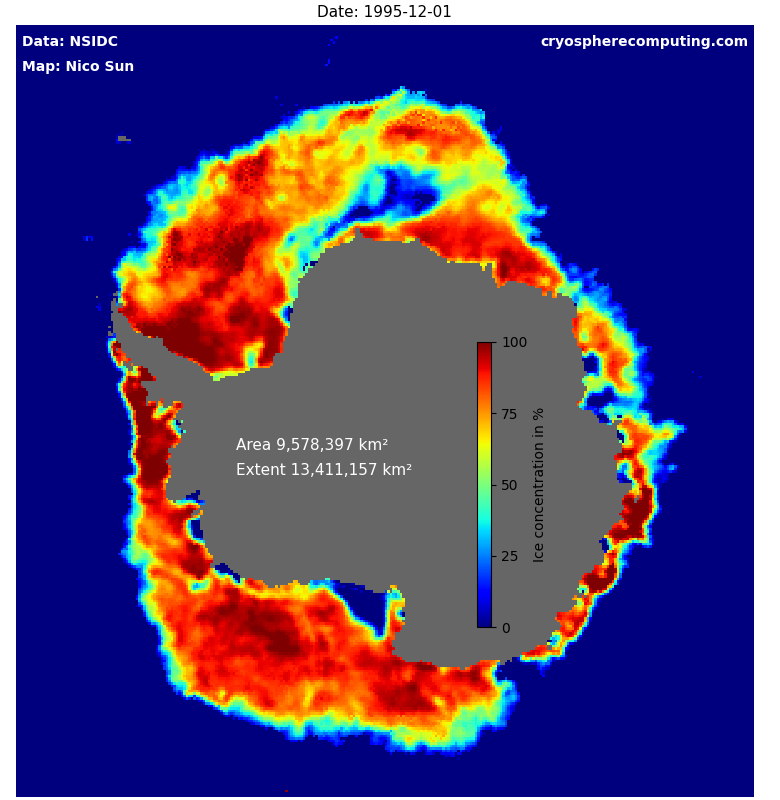 Date: 1995-12-01
Data: NSIDC
cryospherecomputing.com
Map: Nico Sun
100
75
50
25
0
Ice concentration in %
Area 9,578,397 km²
Extent 13,411,157 km²